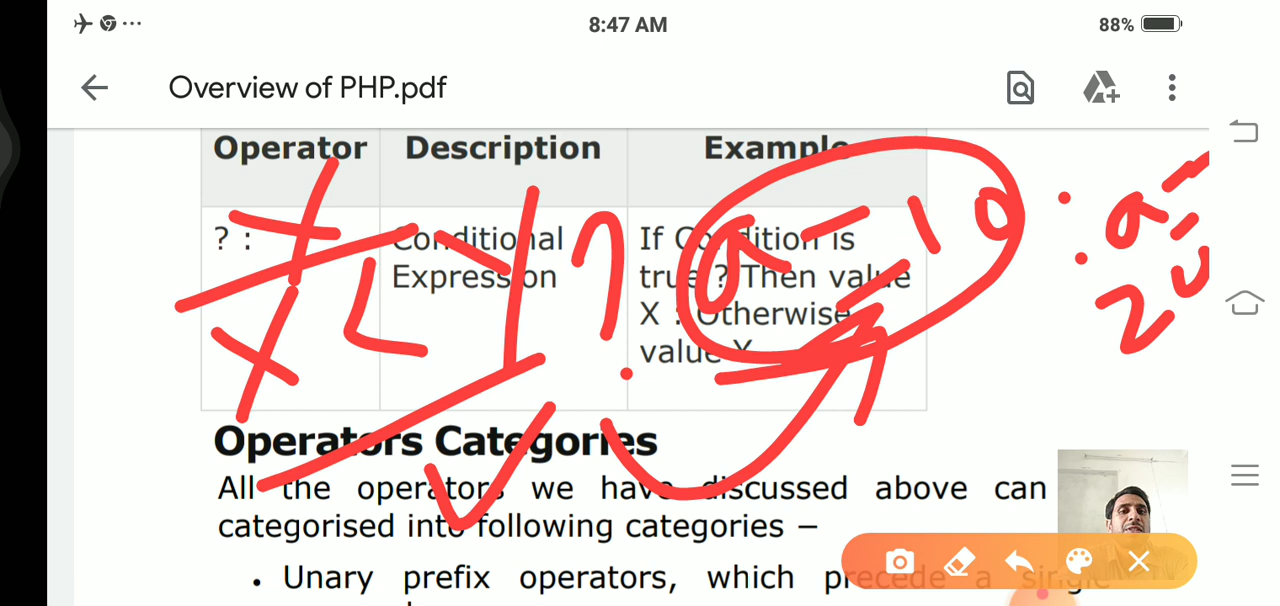 8:47 AM
88%
Overview of PHP.pdf
Operator Description Example
? : Conditional Expression If Condition is true ? Then value X : Otherwise value Y
x < y ? a = 10 : a = 20
Operators Categories
All the operators we have discussed above can
categorised into following categories –
• Unary prefix operators, which precede a single